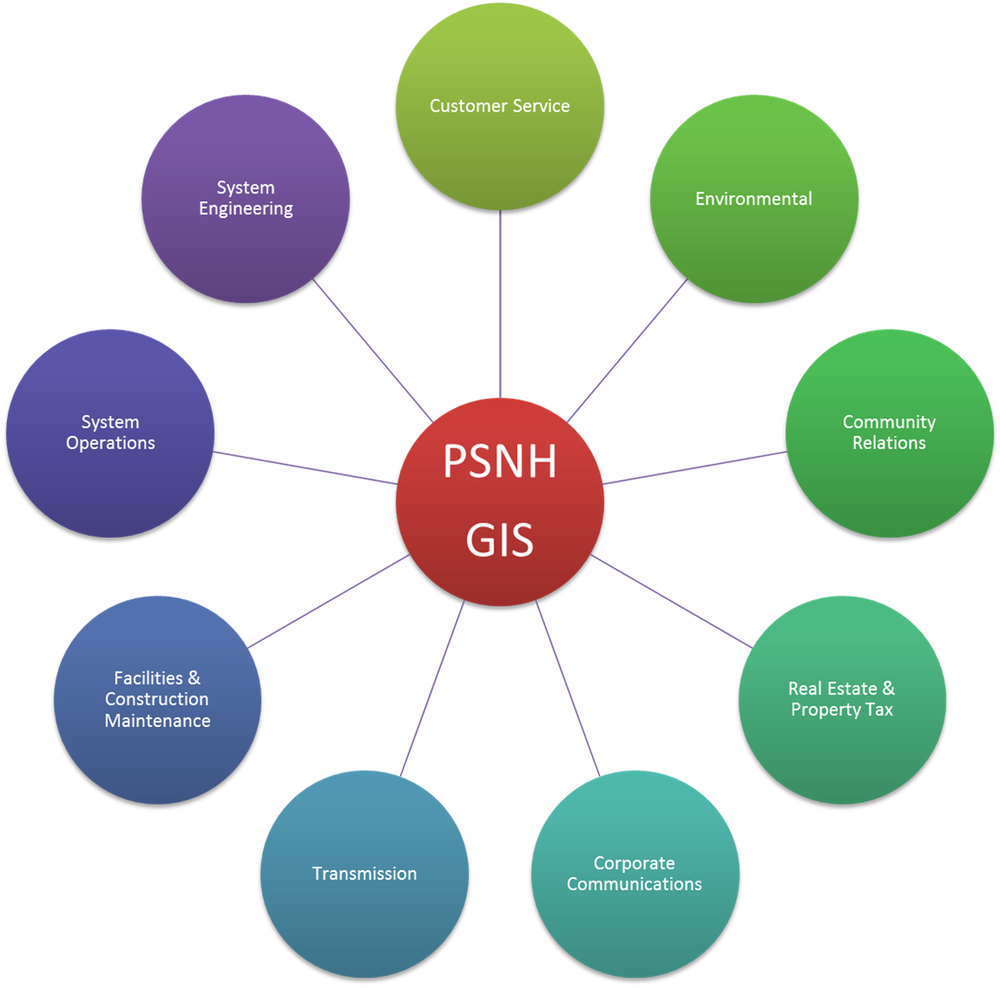 Customer Service
Environmental
Community
Relations
Real Estate &
Property Tax
Corporate
Communications
Transmission
Facilities &
Construction
Maintenance
System
Operations
System
Engineering
PSNH
GIS